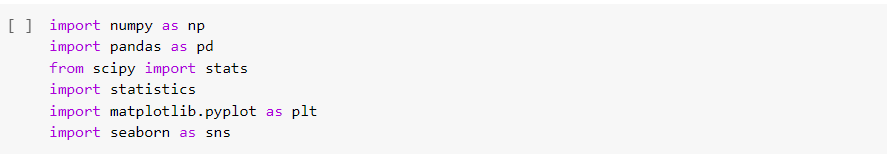 [ ] import numpy as np
import pandas as pd
from scipy import stats
import statistics
import matplotlib.pyplot as plt
import seaborn as sns